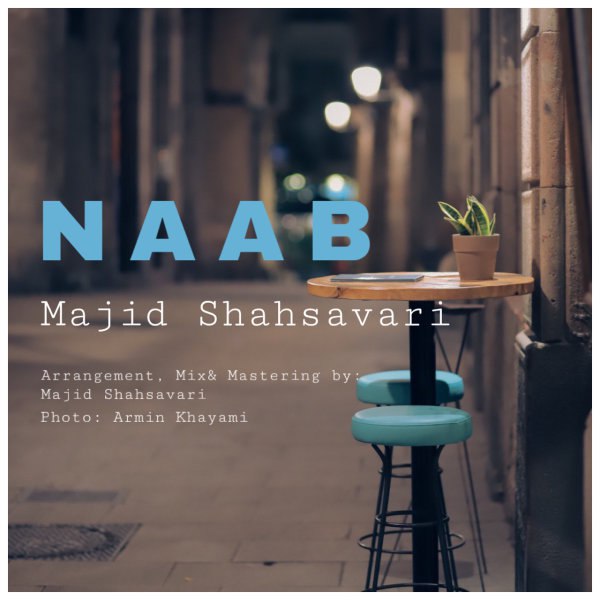 NAAB
Majid Shahsavari
Arrangement, Mix& Mastering by:
Majid Shahsavari
Photo: Armin Khayami